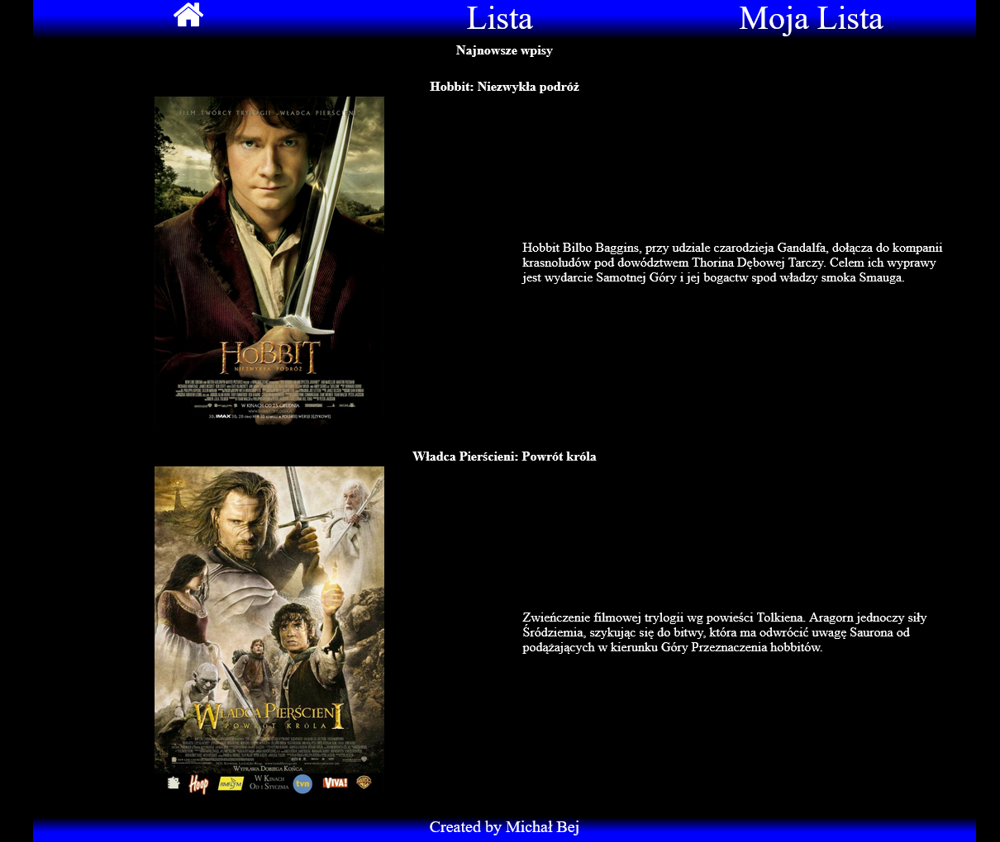 Lista
Moja Lista
Najnowsze wpisy
Hobbit: Niezwykła podróż
FILM TWÓRCY TRYLOGII „WŁADCA PIERŚCIENI
HOBBIT
NIEZWYKŁA PODRÓŻ
W KINACH OD 25 GRUDNIA
Hobbit Bilbo Baggins, przy udziale czarodzieja Gandalfa, dołącza do kompanii
krasnoludów pod dowództwem Thorina Dębowej Tarczy. Celem ich wyprawy
jest wydarcie Samotnej Góry i jej bogactw spod władzy smoka Smauga.
Władca Pierścieni: Powrót króla
WŁADCA PIERŚCIENI
POWRÓT KRÓLA
WYPRAWA DOBIEGA KOŃCA
Hoop
RMF FM
W KINACH
OD 1 STYCZNIA
tvn
VIVA!
Zwieńczenie filmowej trylogii wg powieści Tolkiena. Aragorn jednoczy siły
Śródziemia, szykując się do bitwy, która ma odwrócić uwagę Saurona od
podążających w kierunku Góry Przeznaczenia hobbitów.
Created by Michał Bej